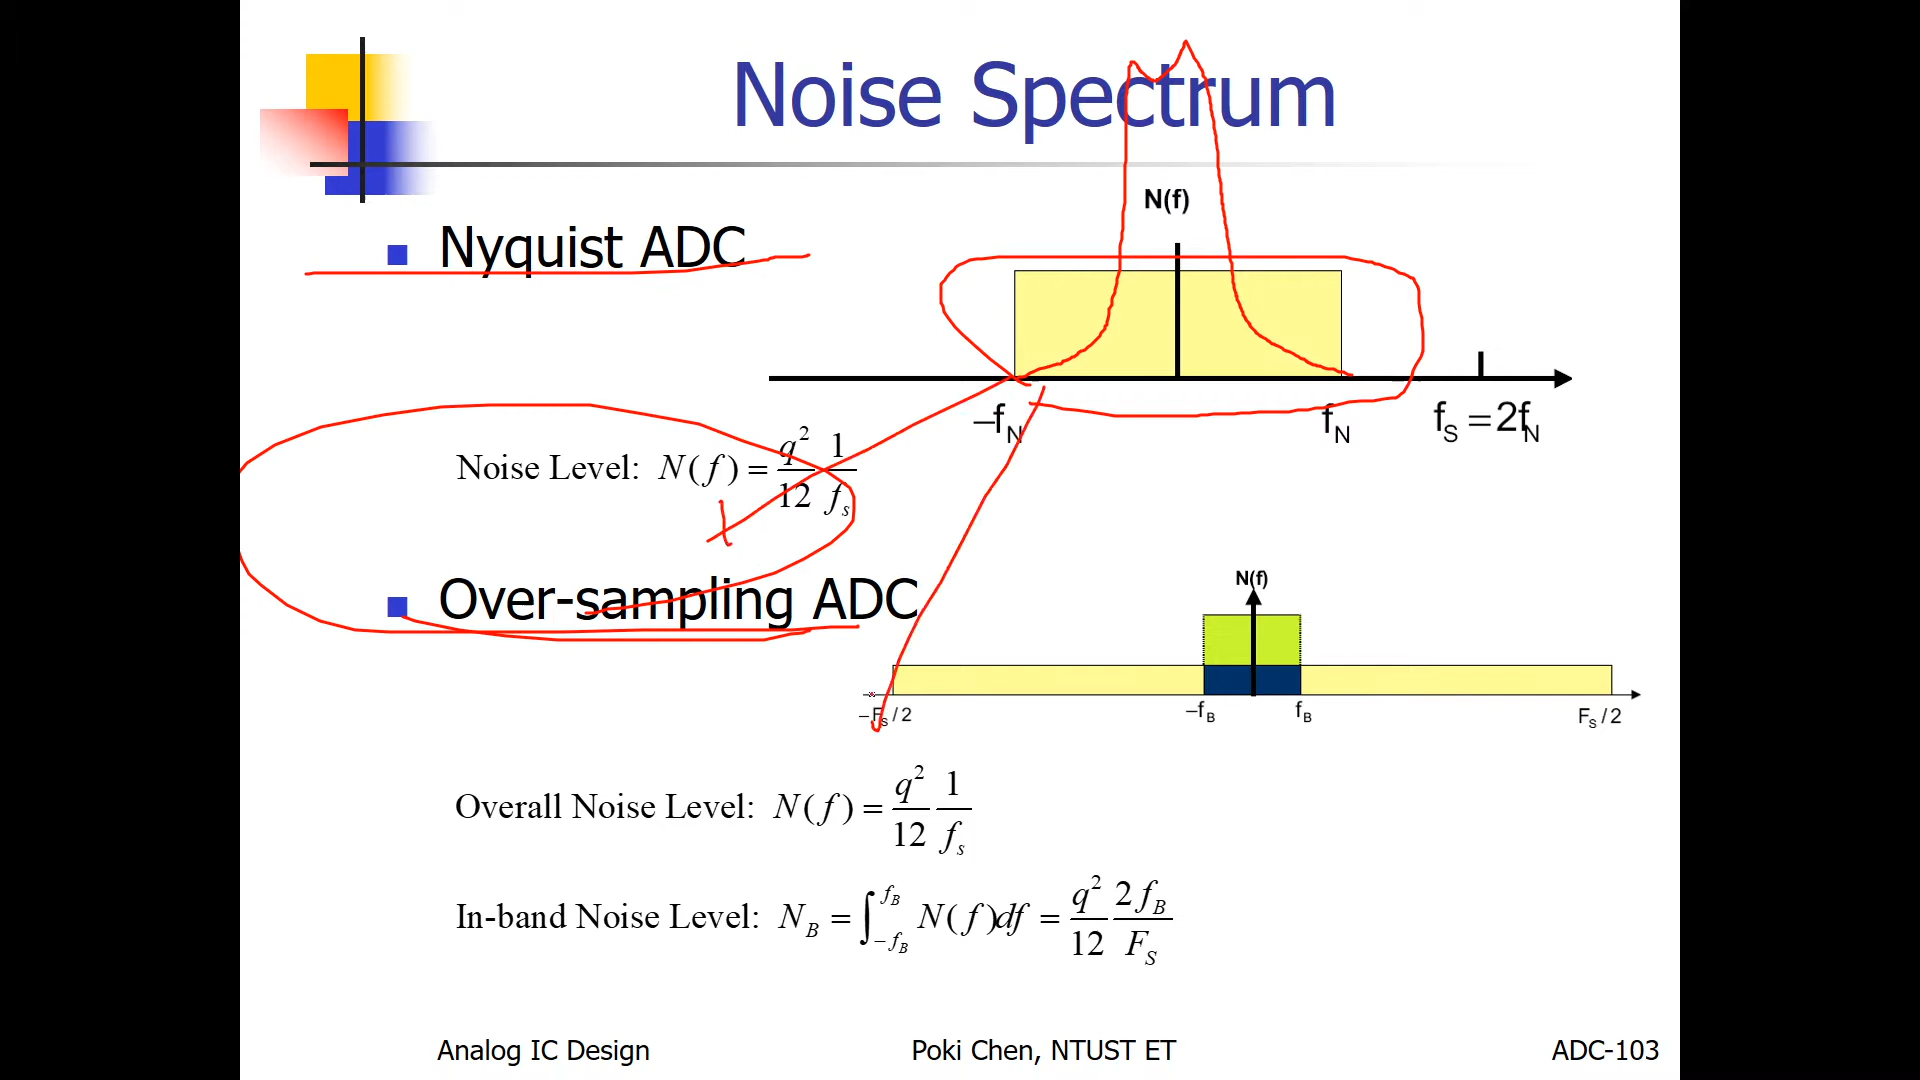 Noise Spectrum
N(f)
Nyquist ADC
–f_N f_N f_S = 2f_N
Noise Level: N(f) = q²/12 1/f_s
Over-sampling ADC
N(f)
–F_S / 2 –f_B f_B F_S / 2
Overall Noise Level: N(f) = q²/12 1/f_s
In-band Noise Level: N_B = ∫_{–f_B}^{f_B} N(f)df = q²/12 2f_B/F_S
Analog IC Design Poki Chen, NTUST ET ADC-103